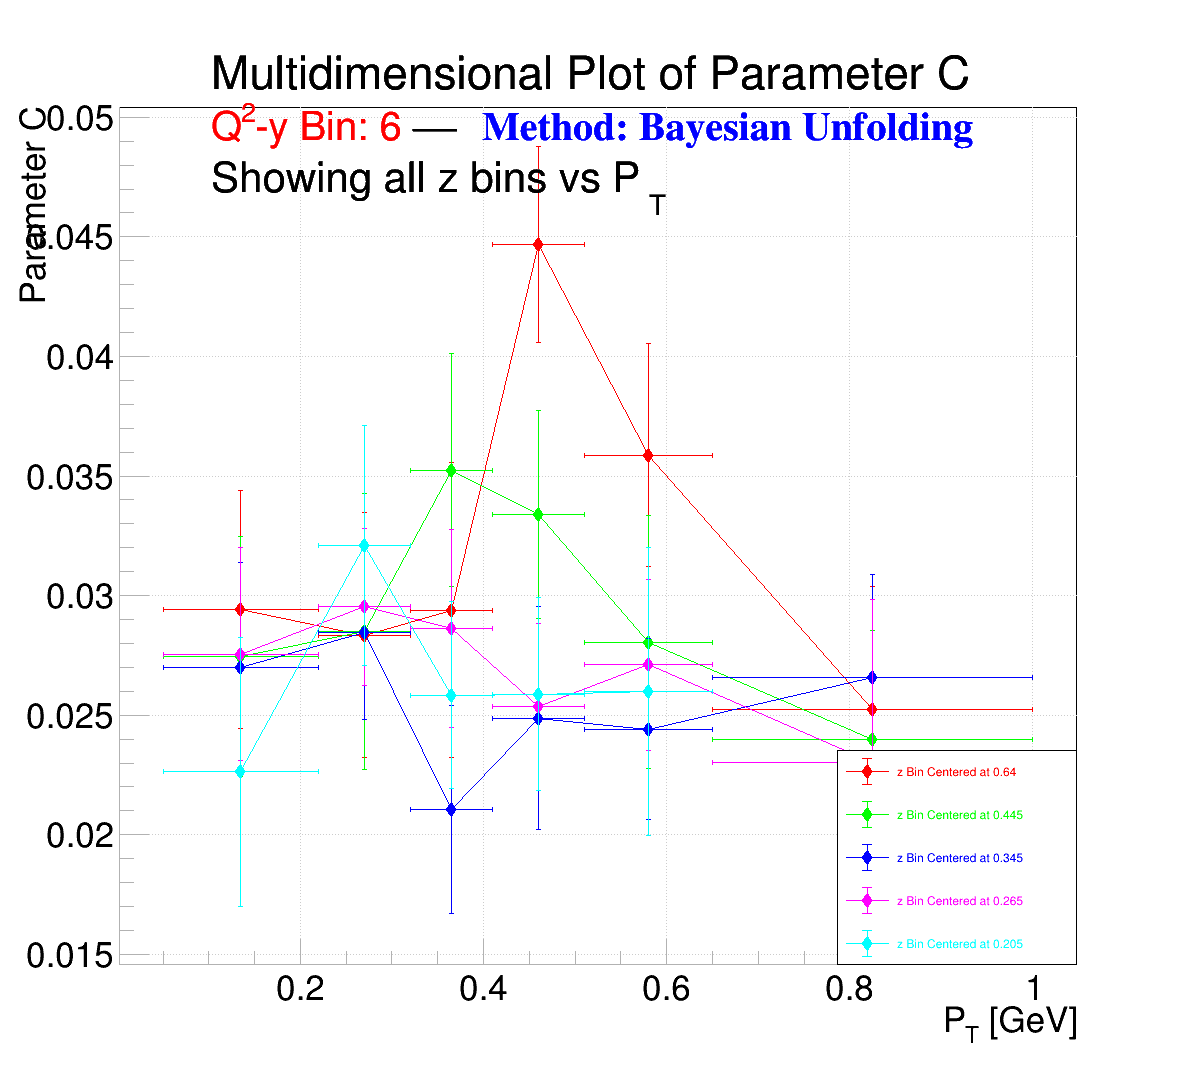 Multidimensional Plot of Parameter C
Q²-y Bin: 6 — Method: Bayesian Unfolding
Showing all z bins vs P_T
Parameter C
0.05
0.045
0.04
0.035
0.03
0.025
0.02
0.015
z Bin Centered at 0.64
z Bin Centered at 0.445
z Bin Centered at 0.345
z Bin Centered at 0.265
z Bin Centered at 0.205
0.2 0.4 0.6 0.8 1
P_T [GeV]